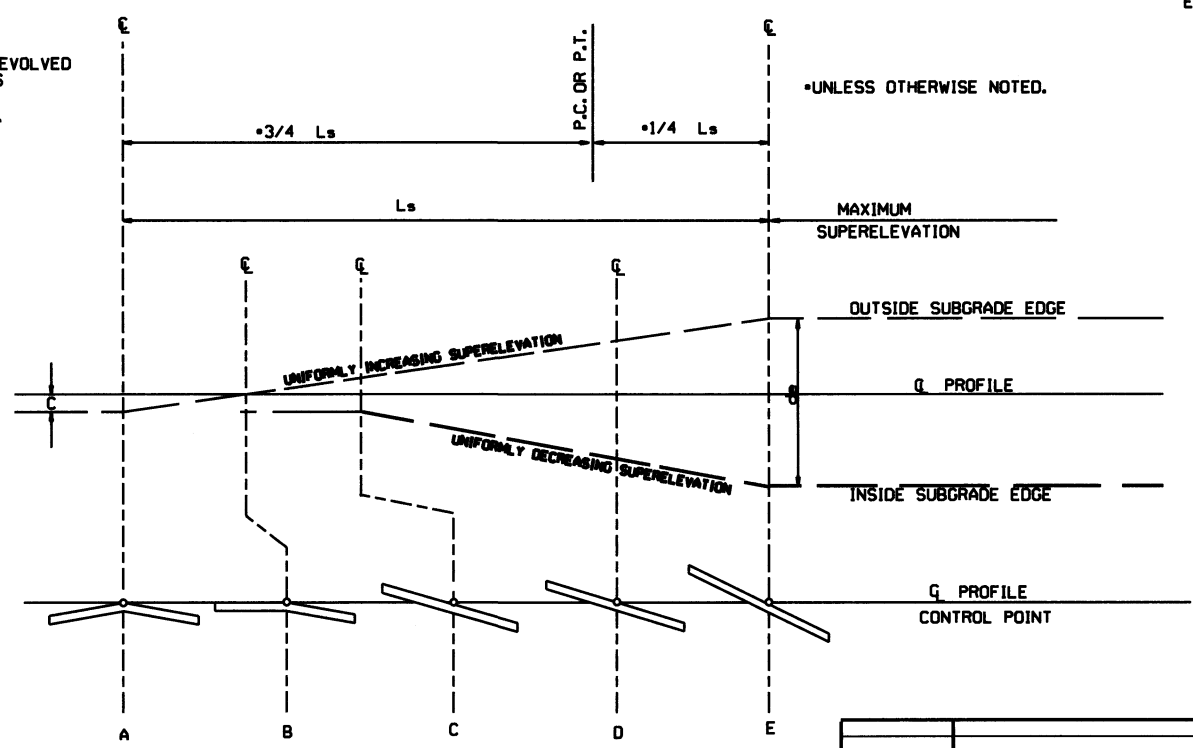 E
℄
℄
EVOLVED
S
P.C. OR P.T.
*UNLESS OTHERWISE NOTED.
*3/4 Ls
*1/4 Ls
Ls
MAXIMUM
SUPERELEVATION
℄
℄
℄
OUTSIDE SUBGRADE EDGE
UNIFORMLY INCREASING SUPERELEVATION
℄ PROFILE
C
UNIFORMLY DECREASING SUPERELEVATION
INSIDE SUBGRADE EDGE
℄ PROFILE
CONTROL POINT
A
B
C
D
E